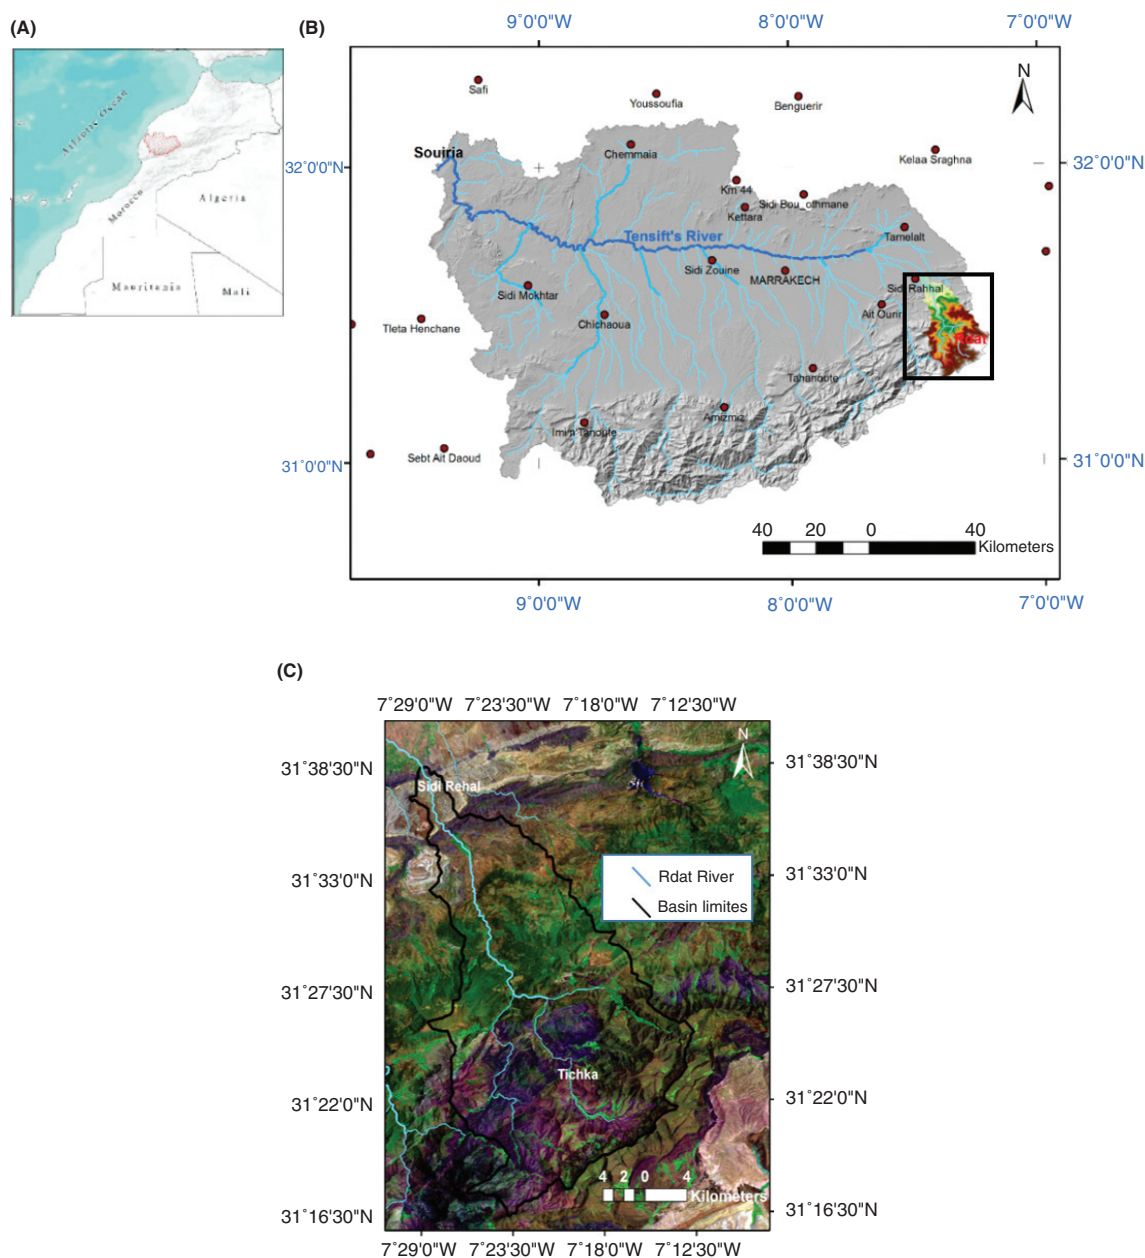 (A)
Atlantic Ocean
Morocco
Algeria
Mauritania
Mali
(B)
9˚0'0"W 8˚0'0"W 7˚0'0"W
N
Safi
Youssoufia
Benguerir
Souiria
Chemmaia
Kelaa Sraghna
32˚0'0"N 32˚0'0"N
Km 44
Sidi Bou_othmane
Kettara
Tensift's River
Tamelalt
Sidi Zouine
MARRAKECH
Sidi Rahhal
Sidi Mokhtar
Ait Ourir
Tleta Henchane
Chichaoua
Rdat
Tahanoute
Amizmiz
Imi n'Tanoute
Sebt Ait Daoud
31˚0'0"N 31˚0'0"N
40 20 0 40
Kilometers
9˚0'0"W 8˚0'0"W 7˚0'0"W
(C)
7˚29'0"W 7˚23'30"W 7˚18'0"W 7˚12'30"W
N
31˚38'30"N 31˚38'30"N
Sidi Rehal
31˚33'0"N 31˚33'0"N
Rdat River
Basin limites
31˚27'30"N 31˚27'30"N
Tichka
31˚22'0"N 31˚22'0"N
4 2 0 4
Kilometers
31˚16'30"N 31˚16'30"N
7˚29'0"W 7˚23'30"W 7˚18'0"W 7˚12'30"W